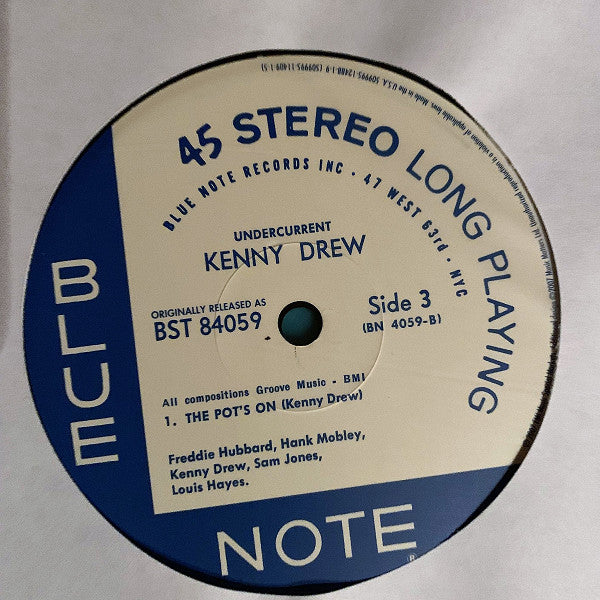 45 STEREO LONG PLAYING
BLUE NOTE RECORDS INC · 47 WEST 63rd · NYC
UNDERCURRENT
KENNY DREW
ORIGINALLY RELEASED AS
BST 84059
Side 3
(BN 4059-B)
All compositions Groove Music - BMI
1. THE POT'S ON (Kenny Drew)
Freddie Hubbard, Hank Mobley,
Kenny Drew, Sam Jones,
Louis Hayes.
BLUE
NOTE